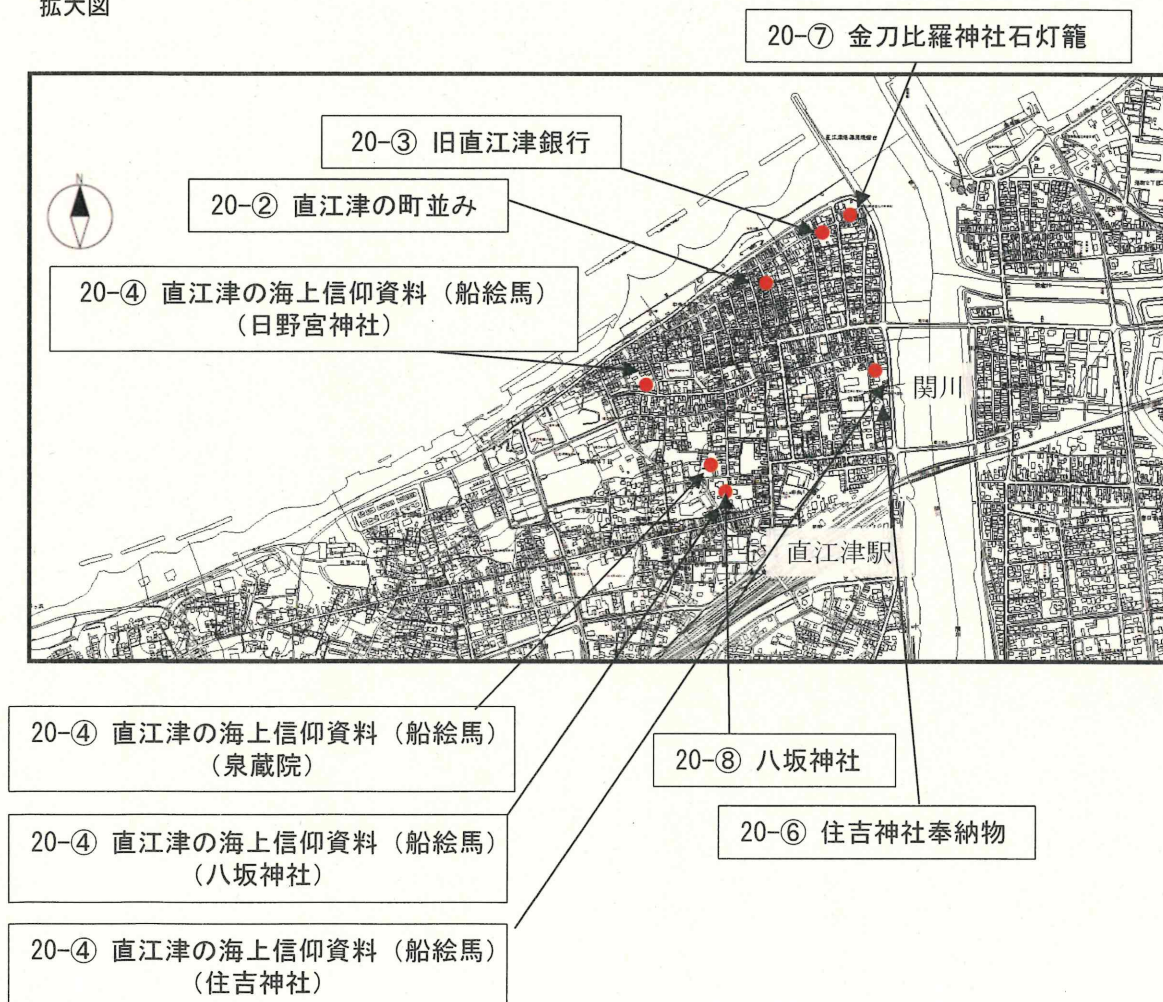 拡大図
20-⑦ 金刀比羅神社石灯籠
20-③ 旧直江津銀行
20-② 直江津の町並み
N
20-④ 直江津の海上信仰資料（船絵馬）
（日野宮神社）
関川
直江津駅
20-④ 直江津の海上信仰資料（船絵馬）
（泉蔵院）
20-⑧ 八坂神社
20-④ 直江津の海上信仰資料（船絵馬）
（八坂神社）
20-⑥ 住吉神社奉納物
20-④ 直江津の海上信仰資料（船絵馬）
（住吉神社）